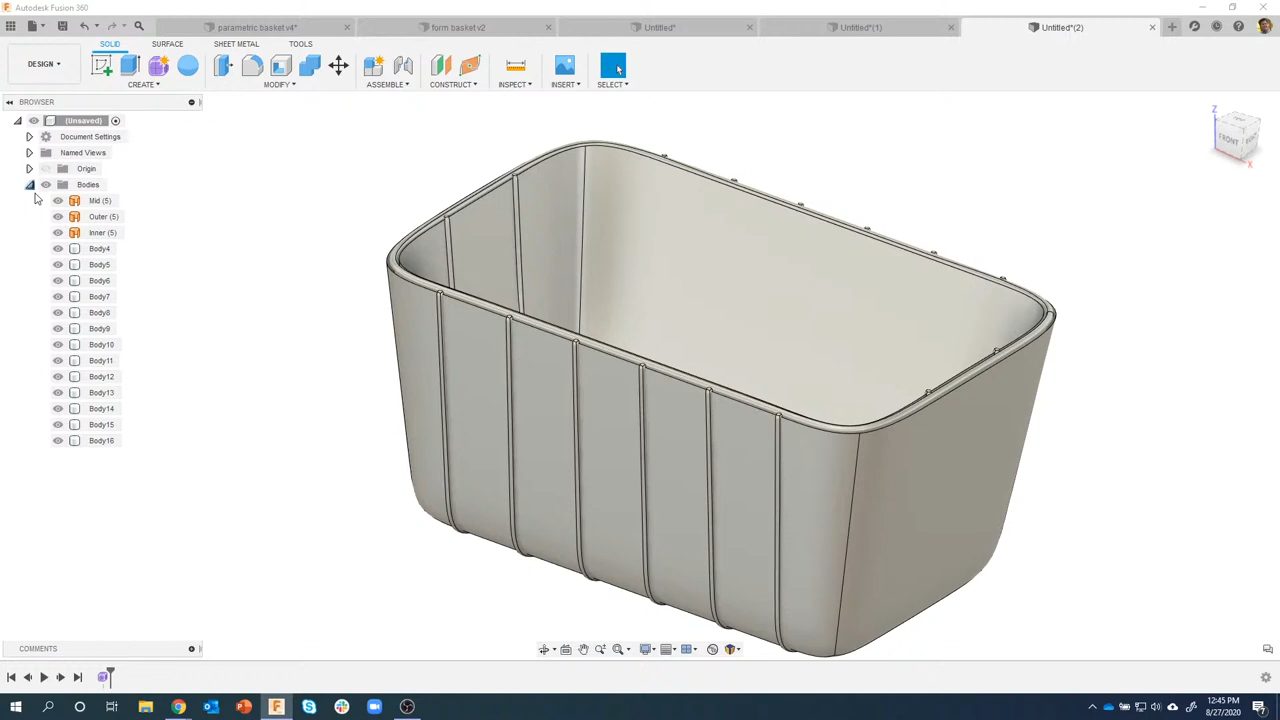 Autodesk Fusion 360
parametric basket v4*
form basket v2
Untitled*
Untitled*(1)
Untitled*(2)
SOLID
SURFACE
SHEET METAL
TOOLS
DESIGN
CREATE
MODIFY
ASSEMBLE
CONSTRUCT
INSPECT
INSERT
SELECT
BROWSER
(Unsaved)
Document Settings
Named Views
Origin
Bodies
Mid (5)
Outer (5)
Inner (5)
Body4
Body5
Body6
Body7
Body8
Body9
Body10
Body11
Body12
Body13
Body14
Body15
Body16
Z
FRONT
X
COMMENTS
12:45 PM
8/27/2020